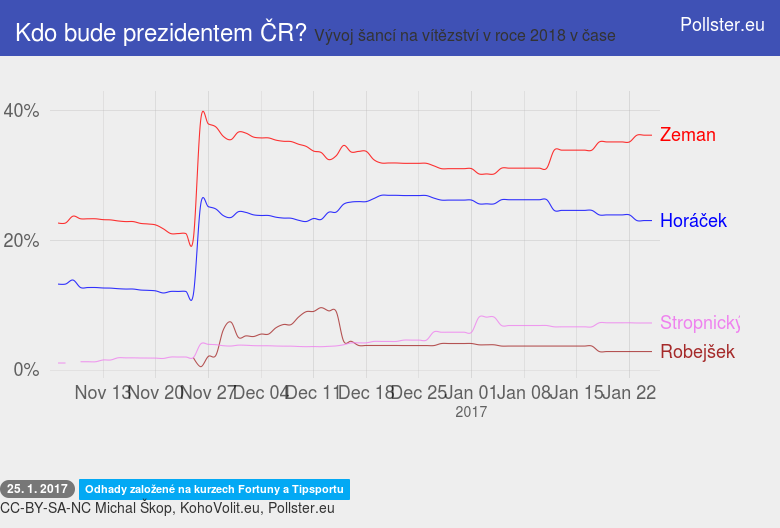 Kdo bude prezidentem ČR? Vývoj šancí na vítězství v roce 2018 v čase
Pollster.eu
40%
Zeman
Horáček
20%
Stropnický
Robejšek
0%
Nov 13 Nov 20 Nov 27 Dec 04 Dec 11 Dec 18 Dec 25 Jan 01 Jan 08 Jan 15 Jan 22
2017
25. 1. 2017 Odhady založené na kurzech Fortuny a Tipsportu
CC-BY-SA-NC Michal Škop, KohoVolit.eu, Pollster.eu